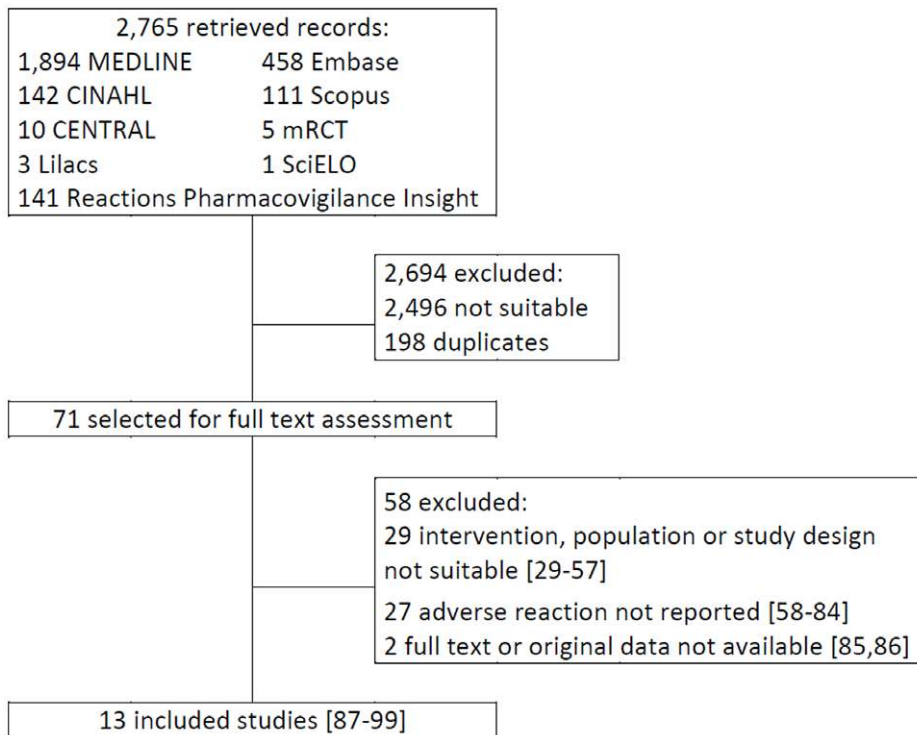 2,765 retrieved records:
1,894 MEDLINE 458 Embase
142 CINAHL 111 Scopus
10 CENTRAL 5 mRCT
3 Lilacs 1 SciELO
141 Reactions Pharmacovigilance Insight
2,694 excluded:
2,496 not suitable
198 duplicates
71 selected for full text assessment
58 excluded:
29 intervention, population or study design
not suitable [29-57]
27 adverse reaction not reported [58-84]
2 full text or original data not available [85,86]
13 included studies [87-99]